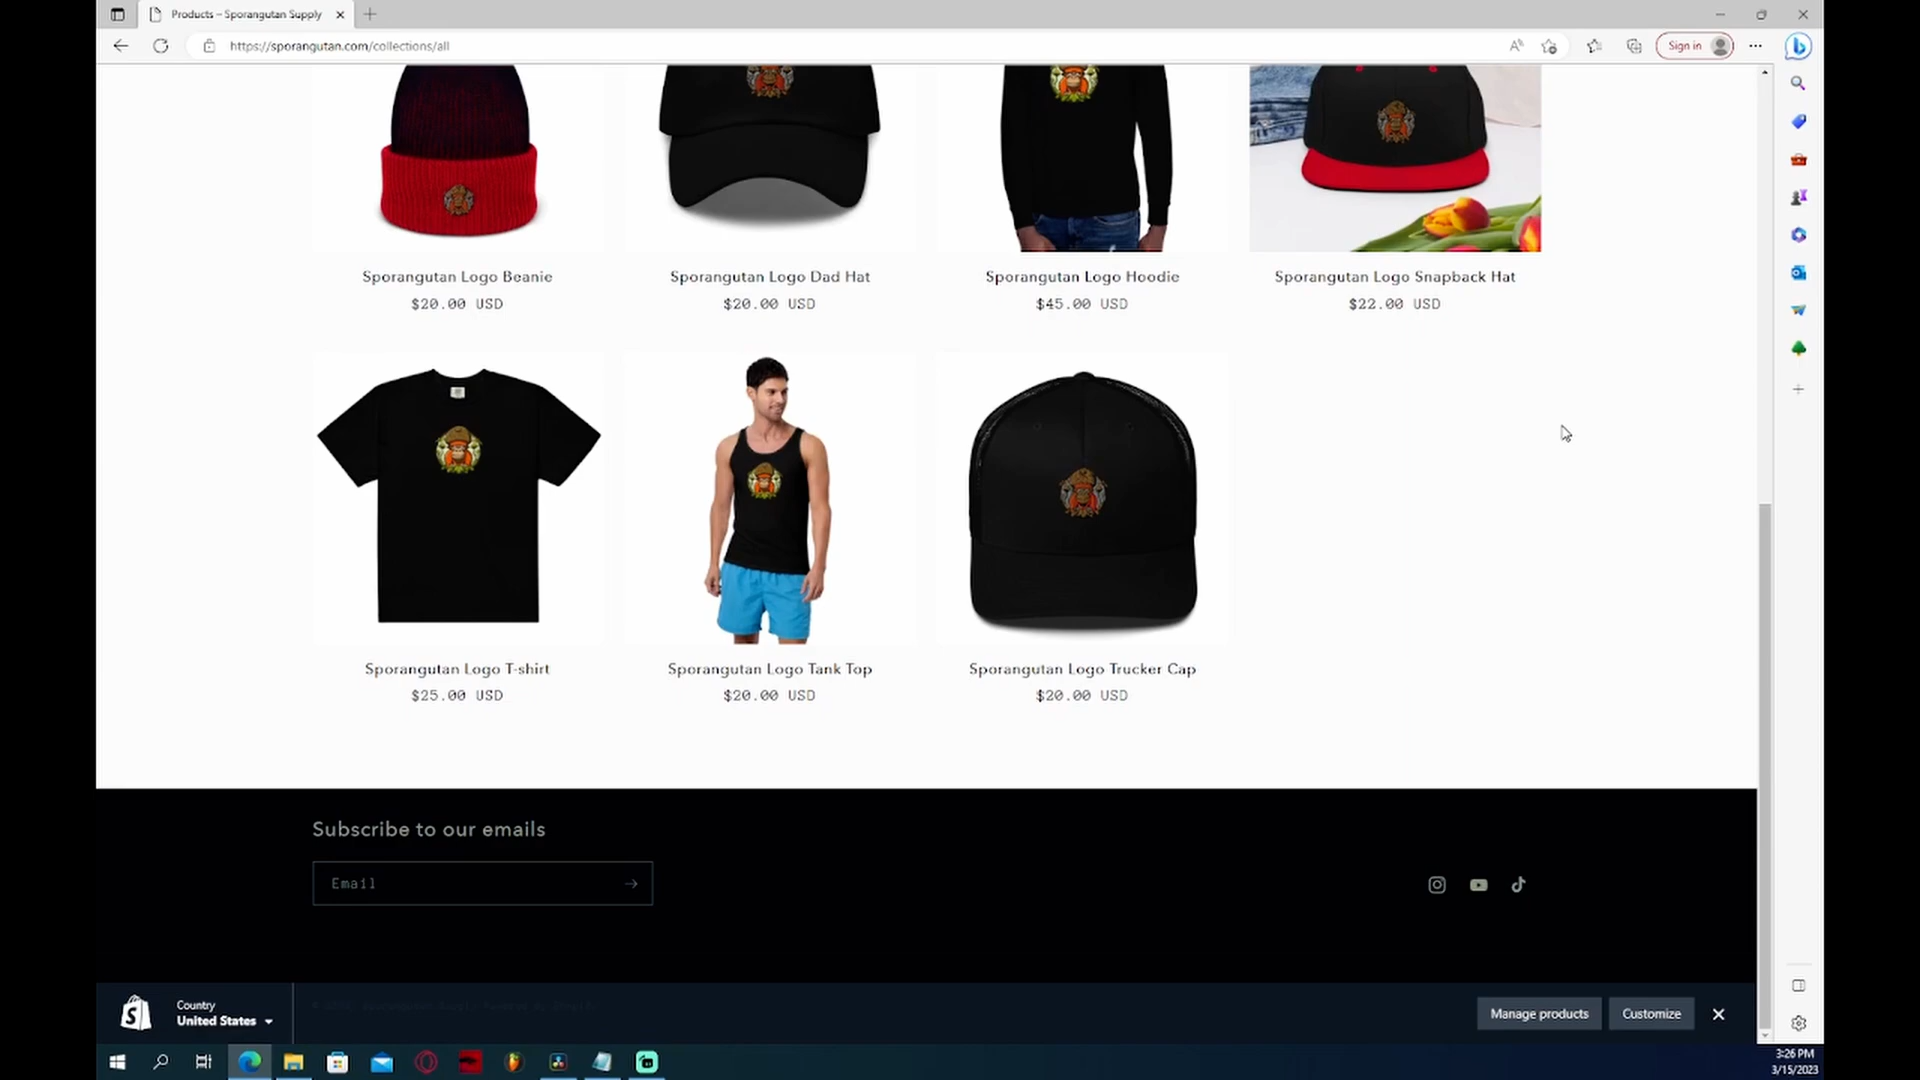 Products – Sporangutan Supply
https://sporangutan.com/collections/all
Sign in
Sporangutan Logo Beanie
$20.00 USD
Sporangutan Logo Dad Hat
$20.00 USD
Sporangutan Logo Hoodie
$45.00 USD
Sporangutan Logo Snapback Hat
$22.00 USD
Sporangutan Logo T-shirt
$25.00 USD
Sporangutan Logo Tank Top
$20.00 USD
Sporangutan Logo Trucker Cap
$20.00 USD
Subscribe to our emails
Email
Country
United States
Manage products
Customize
3:26 PM
3/15/2023